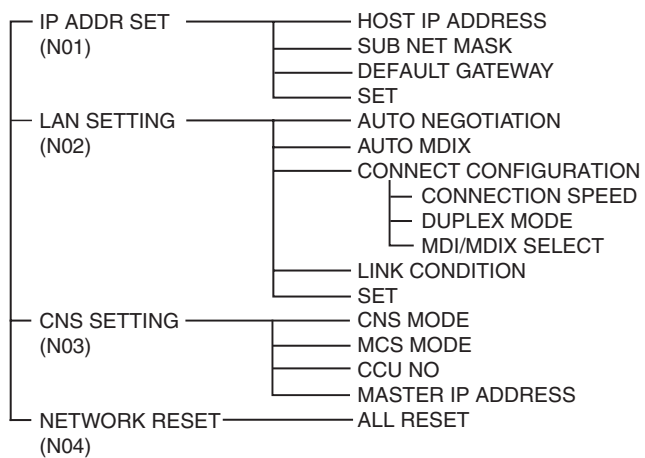 IP ADDR SET
(N01)
HOST IP ADDRESS
SUB NET MASK
DEFAULT GATEWAY
SET
LAN SETTING
(N02)
AUTO NEGOTIATION
AUTO MDIX
CONNECT CONFIGURATION
CONNECTION SPEED
DUPLEX MODE
MDI/MDIX SELECT
LINK CONDITION
SET
CNS SETTING
(N03)
CNS MODE
MCS MODE
CCU NO
MASTER IP ADDRESS
NETWORK RESET
(N04)
ALL RESET